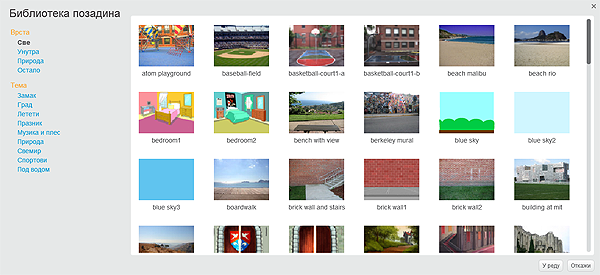 Библиотека позадина
×
Врста
Све
Унутра
Природа
Остало
Тема
Замак
Град
Летети
Празник
Музика и плес
Природа
Свемир
Спортови
Под водом
atom playground
baseball-field
basketball-court1-a
basketball-court1-b
beach malibu
beach rio
bedroom1
bedroom2
bench with view
berkeley mural
blue sky
blue sky2
blue sky3
boardwalk
brick wall and stairs
brick wall1
brick wall2
building at mit
У реду
Откажи